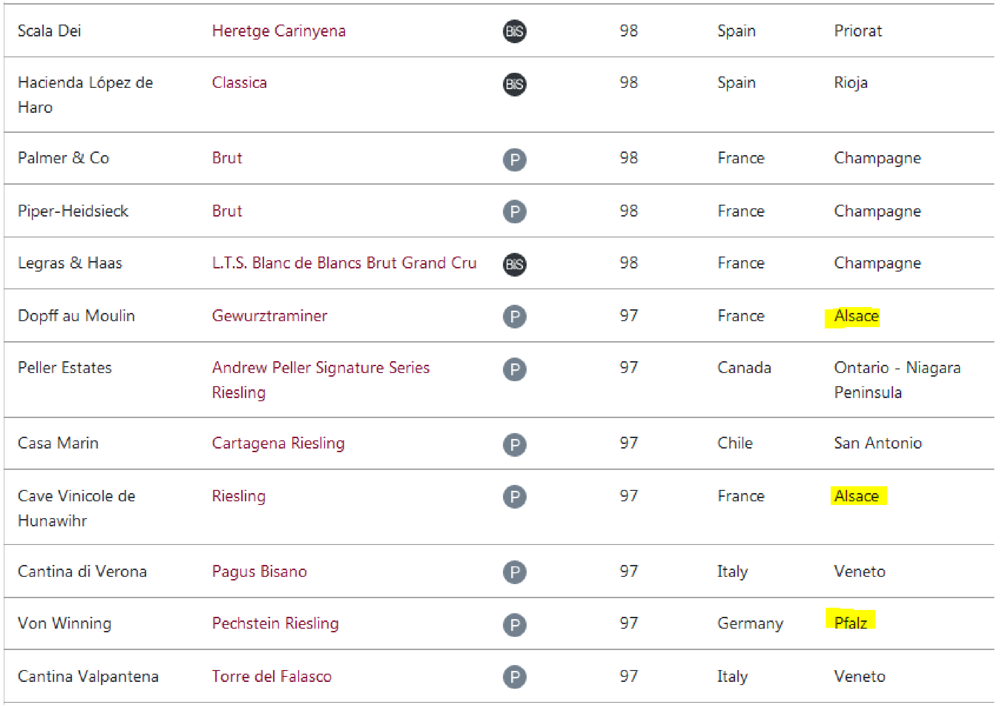 Scala Dei Heretge Carinyena BiS 98 Spain Priorat
Hacienda López de Classica BiS 98 Spain Rioja
Haro
Palmer & Co Brut P 98 France Champagne
Piper-Heidsieck Brut P 98 France Champagne
Legras & Haas L.T.S. Blanc de Blancs Brut Grand Cru BiS 98 France Champagne
Dopff au Moulin Gewurztraminer P 97 France Alsace
Peller Estates Andrew Peller Signature Series P 97 Canada Ontario - Niagara
Riesling Peninsula
Casa Marin Cartagena Riesling P 97 Chile San Antonio
Cave Vinicole de Riesling P 97 France Alsace
Hunawihr
Cantina di Verona Pagus Bisano P 97 Italy Veneto
Von Winning Pechstein Riesling P 97 Germany Pfalz
Cantina Valpantena Torre del Falasco P 97 Italy Veneto